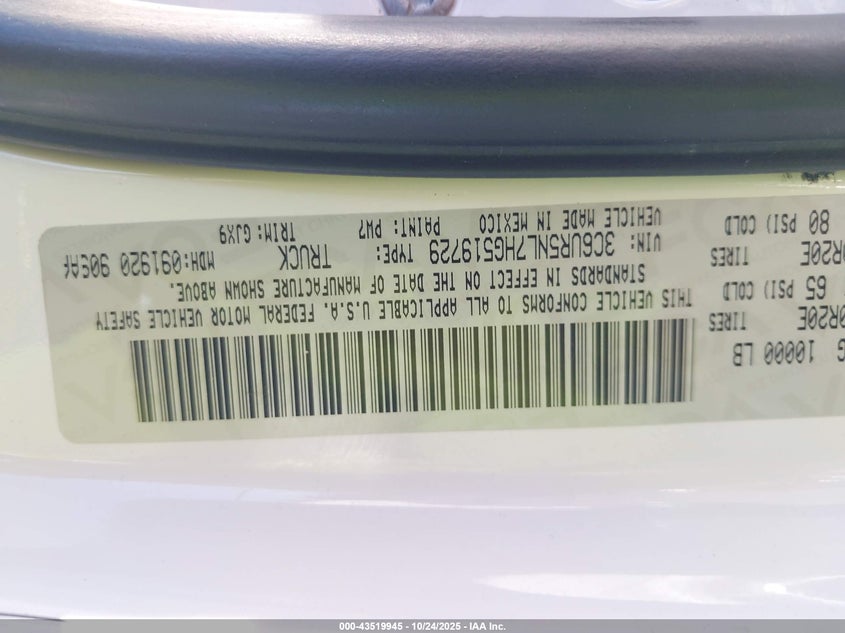 G 10000 LB
0R20E TIRES
65 PSI) COLD
0R20E TIRES
80 PSI) COLD
THIS VEHICLE CONFORMS TO ALL APPLICABLE U.S.A. FEDERAL MOTOR VEHICLE SAFETY
STANDARDS IN EFFECT ON THE DATE OF MANUFACTURE SHOWN ABOVE.
VIN: 3C6UR5NL7HG519729 TYPE: TRUCK MDH:091920
VEHICLE MADE IN MEXICO PAINT: PW7 TRIM: GJX9
000-43519945 - 10/24/2025 - IAA Inc.